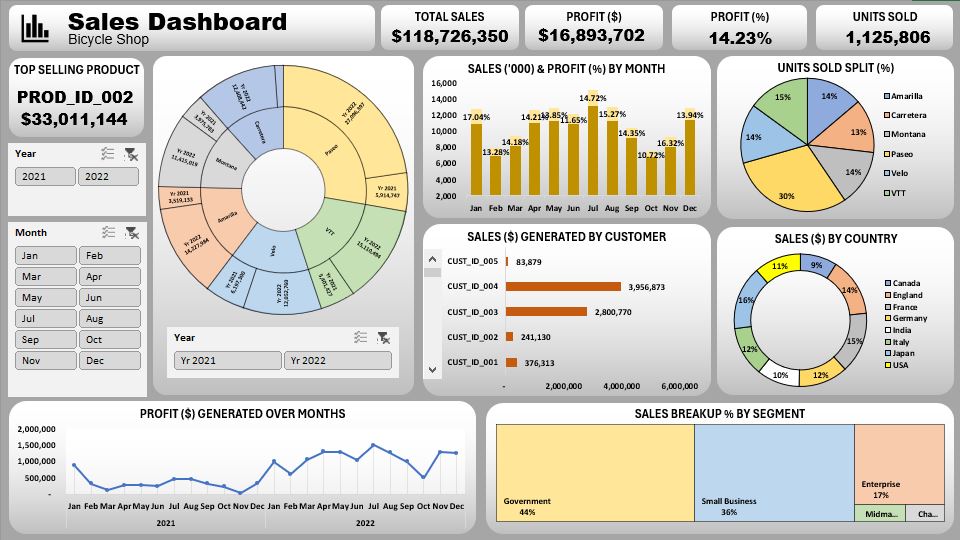 Sales Dashboard
Bicycle Shop
TOTAL SALES
$118,726,350
PROFIT ($)
$16,893,702
PROFIT (%)
14.23%
UNITS SOLD
1,125,806
TOP SELLING PRODUCT
PROD_ID_002
$33,011,144
Year
2021 2022
Month
Jan Feb
Mar Apr
May Jun
Jul Aug
Sep Oct
Nov Dec
Paseo
Yr 2022
Yr 2021
5,914,747
VTT
Yr 2022
15,110,494
Yr 2021
Velo
Yr 2022
12,652,760
Yr 2021
Amarilla
Yr 2022
Yr 2021
3,519,133
Montana
Yr 2022
11,415,019
Yr 2021
Carretera
Yr 2022
Year
Yr 2021 Yr 2022
SALES ('000) & PROFIT (%) BY MONTH
16,000
14,000
12,000
10,000
8,000
6,000
4,000
2,000
17.04% 13.28% 14.18% 14.21% 13.85% 11.65% 14.72% 15.27% 14.35% 10.72% 16.32% 13.94%
Jan Feb Mar Apr May Jun Jul Aug Sep Oct Nov Dec
UNITS SOLD SPLIT (%)
14%
13%
14%
30%
14%
15%
Amarilla
Carretera
Montana
Paseo
Velo
VTT
SALES ($) GENERATED BY CUSTOMER
CUST_ID_005 83,879
CUST_ID_004 3,956,873
CUST_ID_003 2,800,770
CUST_ID_002 241,130
CUST_ID_001 376,313
- 2,000,000 4,000,000 6,000,000
SALES ($) BY COUNTRY
9%
14%
15%
12%
10%
12%
16%
11%
Canada
England
France
Germany
India
Italy
Japan
USA
PROFIT ($) GENERATED OVER MONTHS
2,000,000
1,500,000
1,000,000
500,000
-
Jan Feb Mar Apr May Jun Jul Aug Sep Oct Nov Dec Jan Feb Mar Apr May Jun Jul Aug Sep Oct Nov Dec
2021 2022
SALES BREAKUP % BY SEGMENT
Government
44%
Small Business
36%
Enterprise
17%
Midma...
Cha...